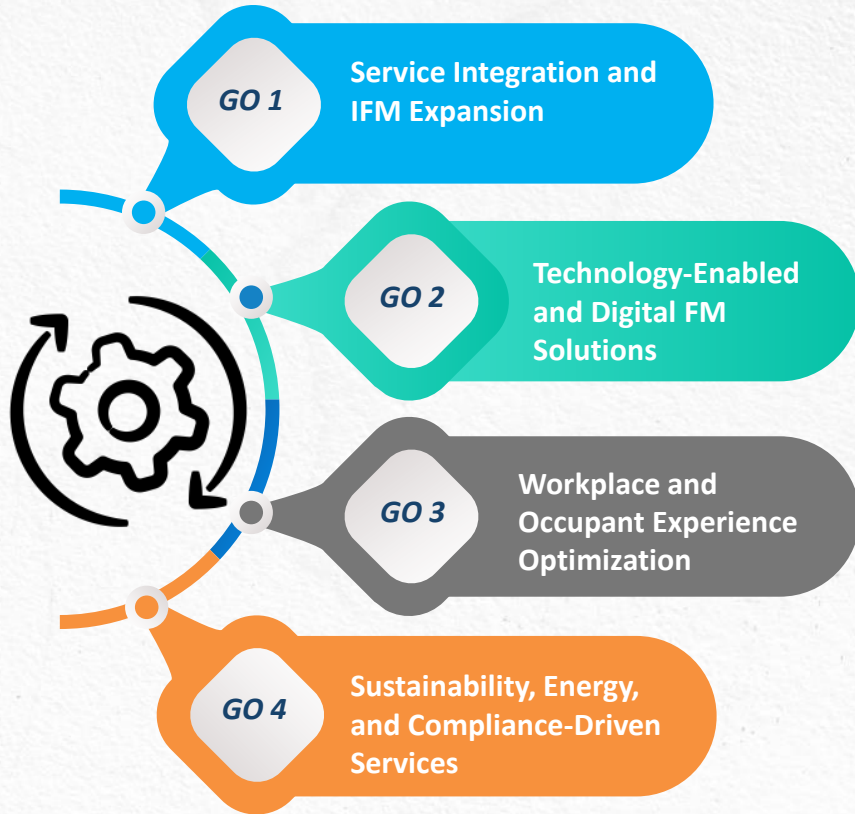 GO 1
Service Integration and
IFM Expansion
GO 2
Technology-Enabled
and Digital FM
Solutions
GO 3
Workplace and
Occupant Experience
Optimization
GO 4
Sustainability, Energy,
and Compliance-Driven
Services